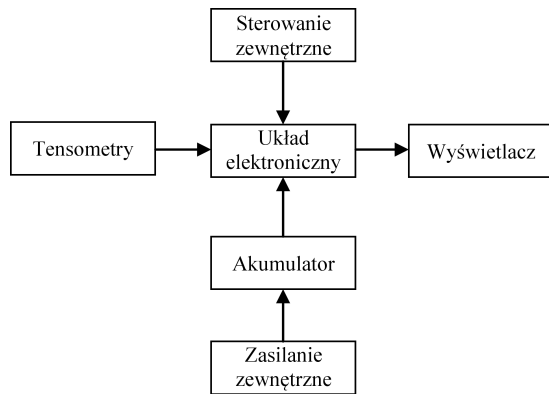 Sterowanie
zewnętrzne
Tensometry
Układ
elektroniczny
Wyświetlacz
Akumulator
Zasilanie
zewnętrzne